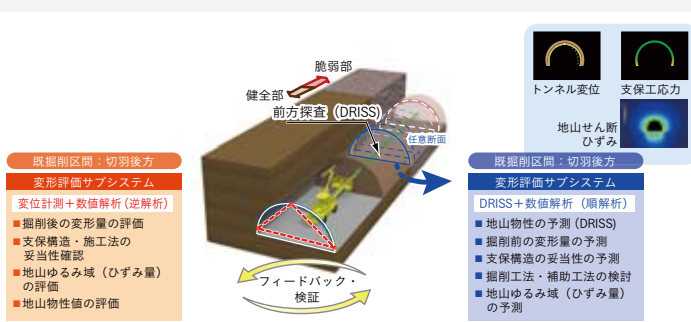 トンネル変位
支保工応力
地山せん断
ひずみ
脆弱部
健全部
前方探査（DRISS）
任意断面
既掘削区間：切羽後方
変形評価サブシステム
変位計測＋数値解析（逆解析）
■掘削後の変形量の評価
■支保構造・施工法の
妥当性確認
■地山ゆるみ域（ひずみ量）
の評価
■地山物性値の評価
フィードバック・
検証
既掘削区間：切羽後方
変形評価サブシステム
DRISS＋数値解析（順解析）
■地山物性の予測（DRISS）
■掘削前の変形量の予測
■支保構造の妥当性の予測
■掘削工法・補助工法の検討
■地山ゆるみ域（ひずみ量）
の予測